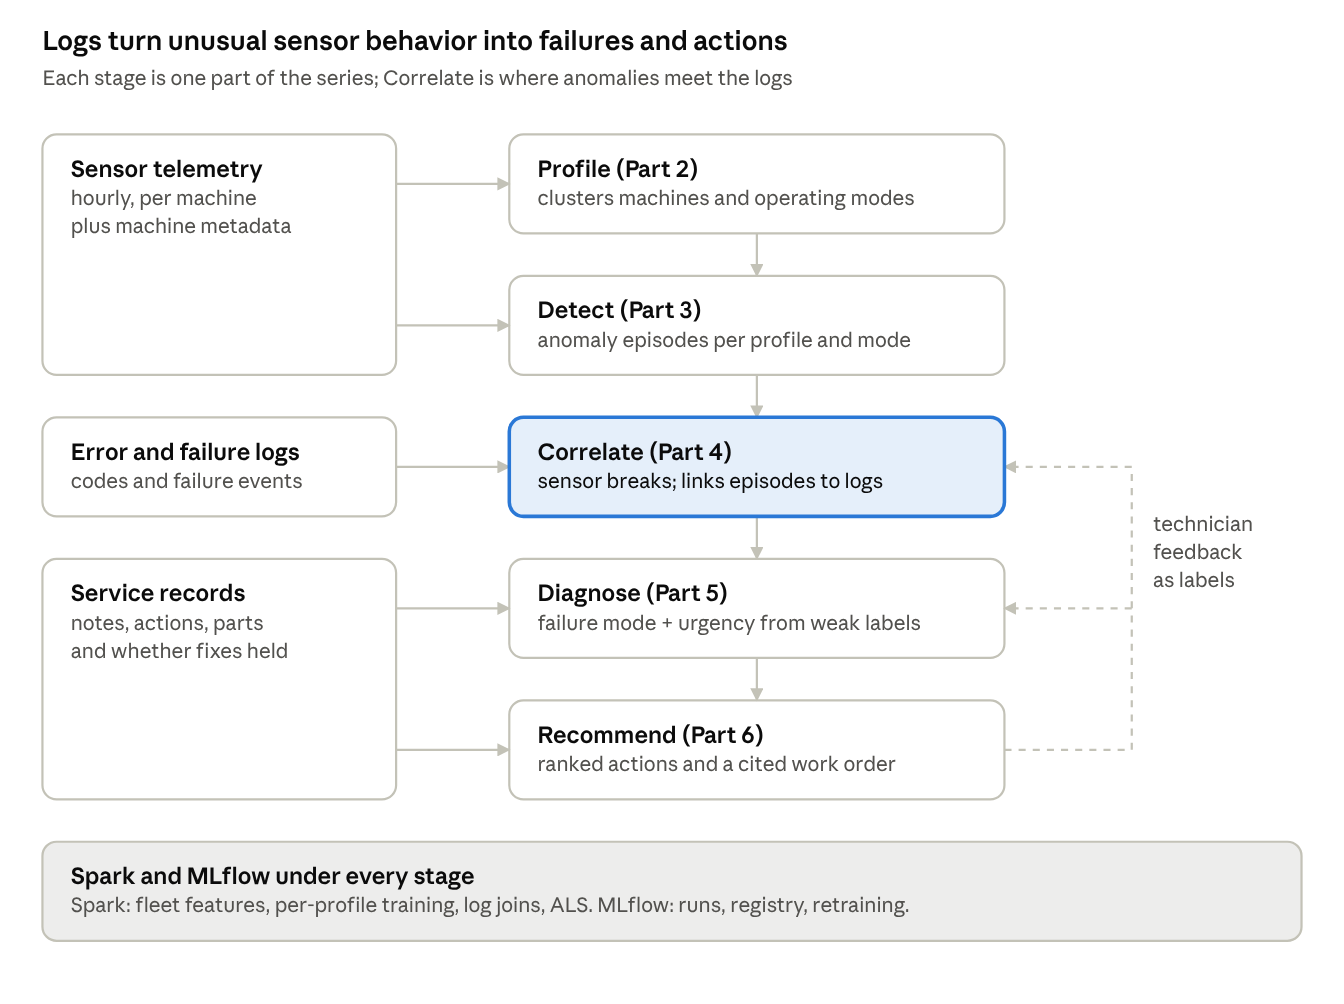 Logs turn unusual sensor behavior into failures and actions
Each stage is one part of the series; Correlate is where anomalies meet the logs
Sensor telemetry
hourly, per machine
plus machine metadata
Profile (Part 2)
clusters machines and operating modes
Detect (Part 3)
anomaly episodes per profile and mode
Error and failure logs
codes and failure events
Correlate (Part 4)
sensor breaks; links episodes to logs
technician
feedback
as labels
Service records
notes, actions, parts
and whether fixes held
Diagnose (Part 5)
failure mode + urgency from weak labels
Recommend (Part 6)
ranked actions and a cited work order
Spark and MLflow under every stage
Spark: fleet features, per-profile training, log joins, ALS. MLflow: runs, registry, retraining.